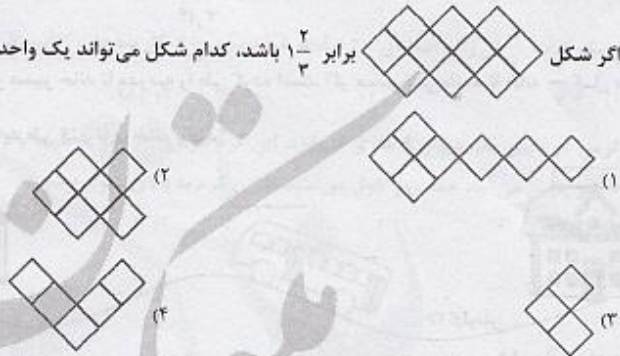 اگر شکل برابر ۱ ۲/۳ باشد، کدام شکل می‌تواند یک واحد
۱)
۲)
۳)
۴)